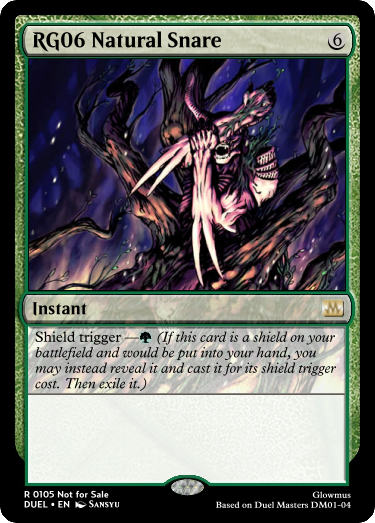 RG06 Natural Snare 6
Instant
Shield trigger — (If this card is a shield on your
battlefield and would be put into your hand, you
may instead reveal it and cast it for its shield trigger
cost. Then exile it.)
R 0105 Not for Sale
DUEL • EN SANSYU
Glowmus
Based on Duel Masters DM01-04